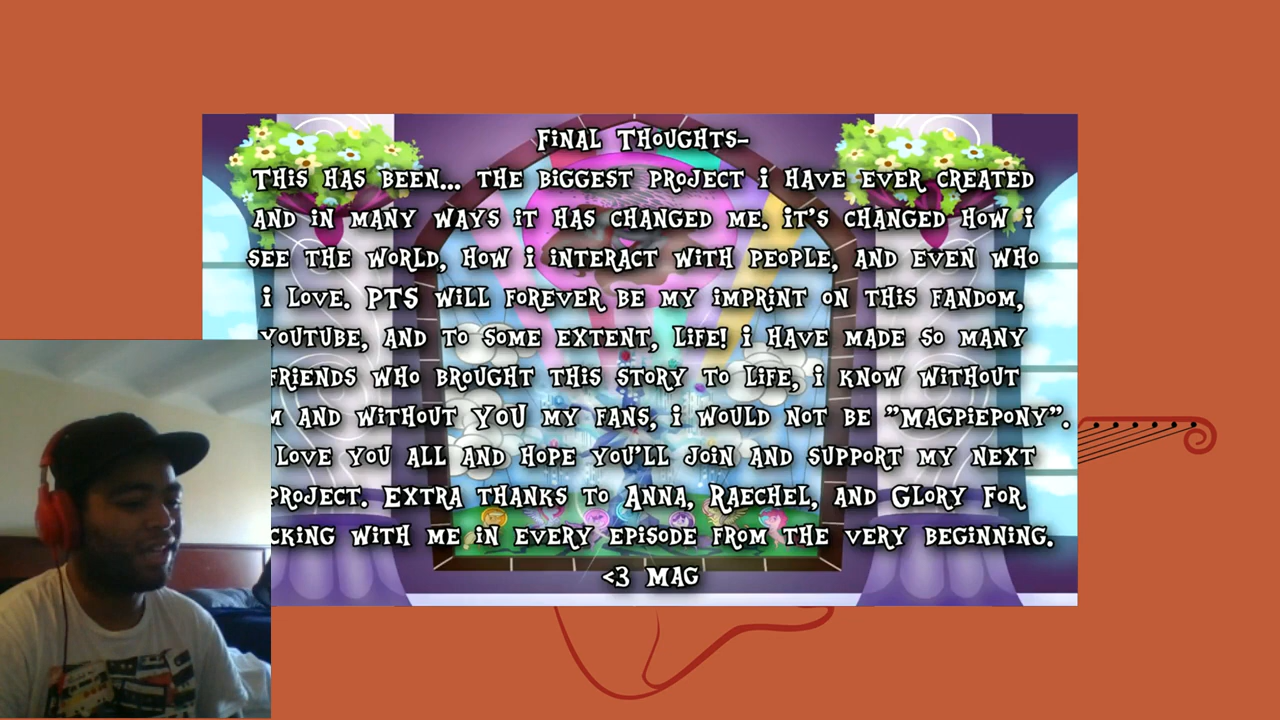 Final Thoughts-
This has been... the biggest project i have ever created
and in many ways it has changed me. it's changed how i
see the world, how i interact with people, and even who
i love. PTS will forever be my imprint on this fandom,
youtube, and to some extent, life! i have made so many
friends who brought this story to life, i know without
and without YOU my fans, i would not be "MagpiePony".
love you all and hope you'll join and support my next
project. Extra thanks to Anna, Raechel, and Glory for
with me in every episode from the very beginning.
<3 Mag